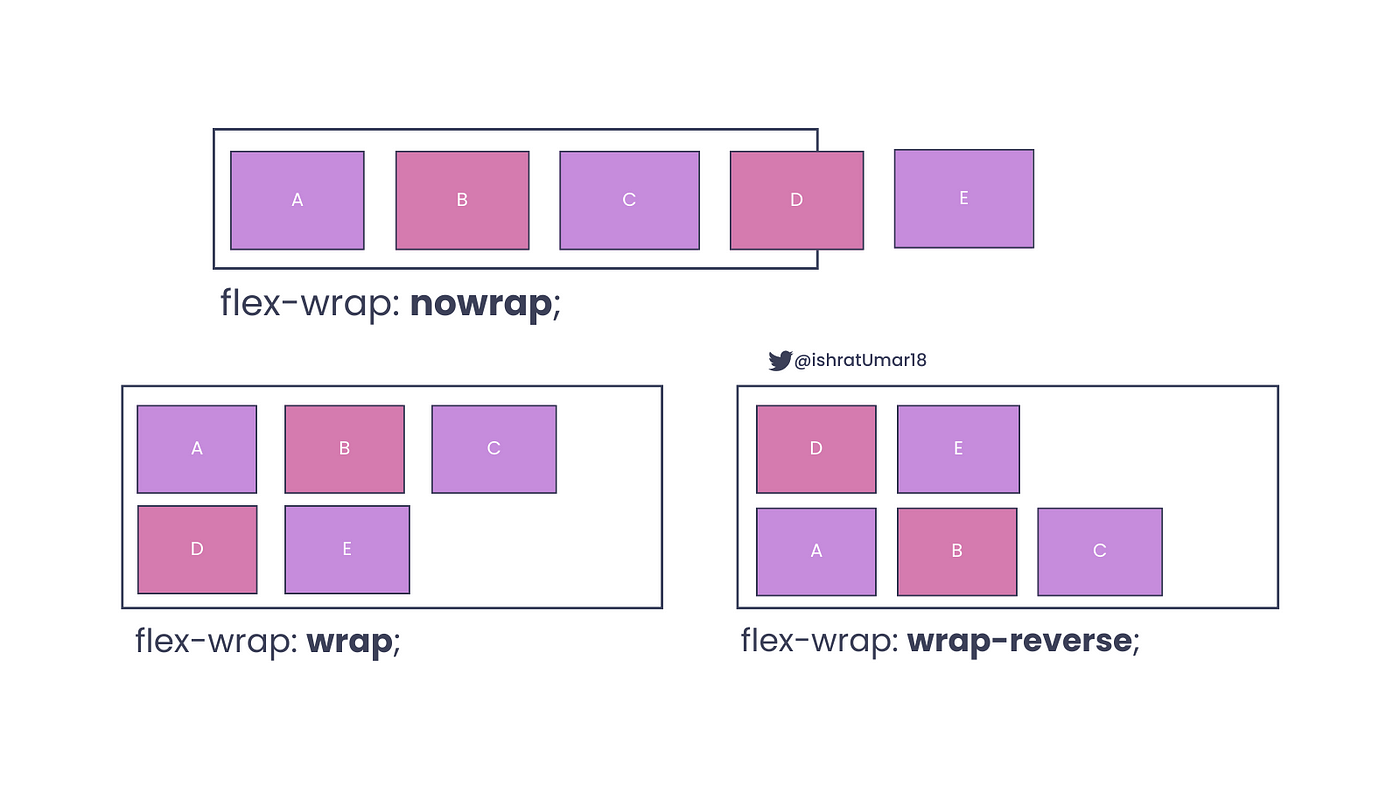 A B C D E
flex-wrap: nowrap;
@ishratUmar18
A B C
D E
flex-wrap: wrap;
D E
A B C
flex-wrap: wrap-reverse;